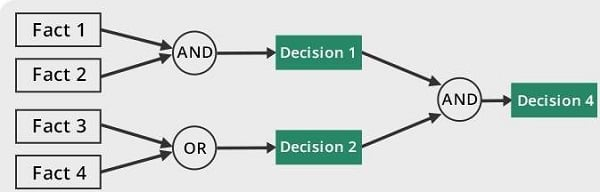 Fact 1
Fact 2
AND
Decision 1
Fact 3
Fact 4
OR
Decision 2
AND
Decision 4